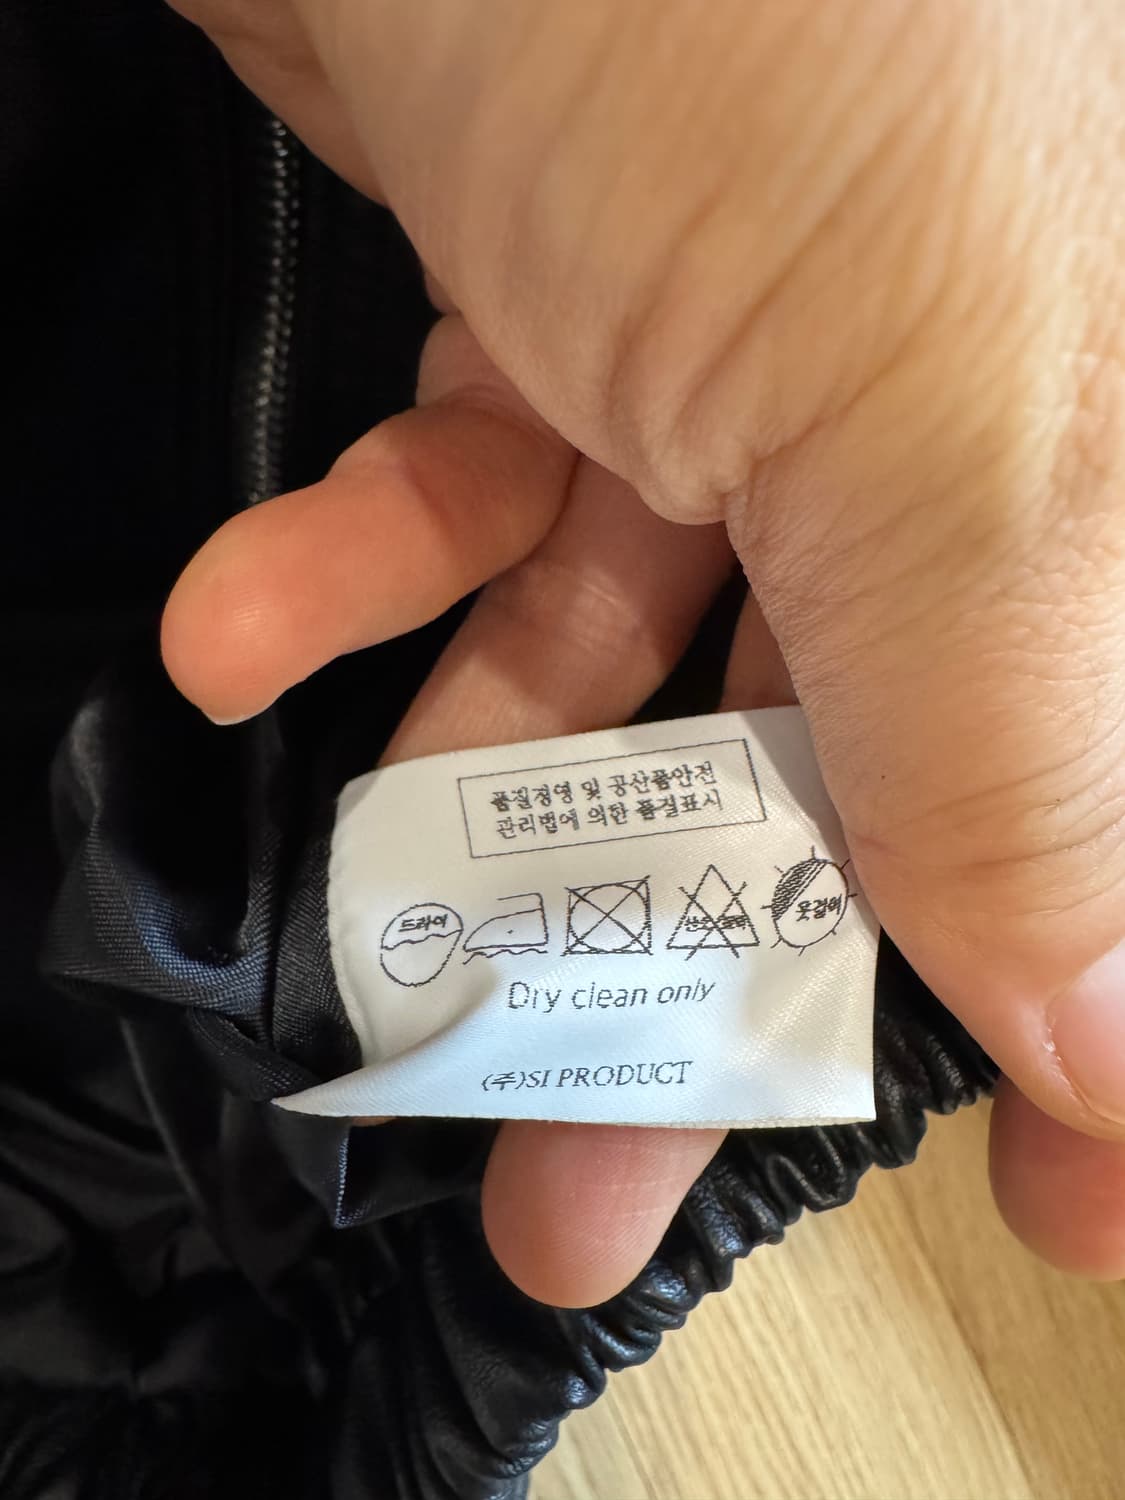 품질경영 및 공산품안전
관리법에 의한 품질표시
드라이
옷걸이
Dry clean only
(주)SI PRODUCT